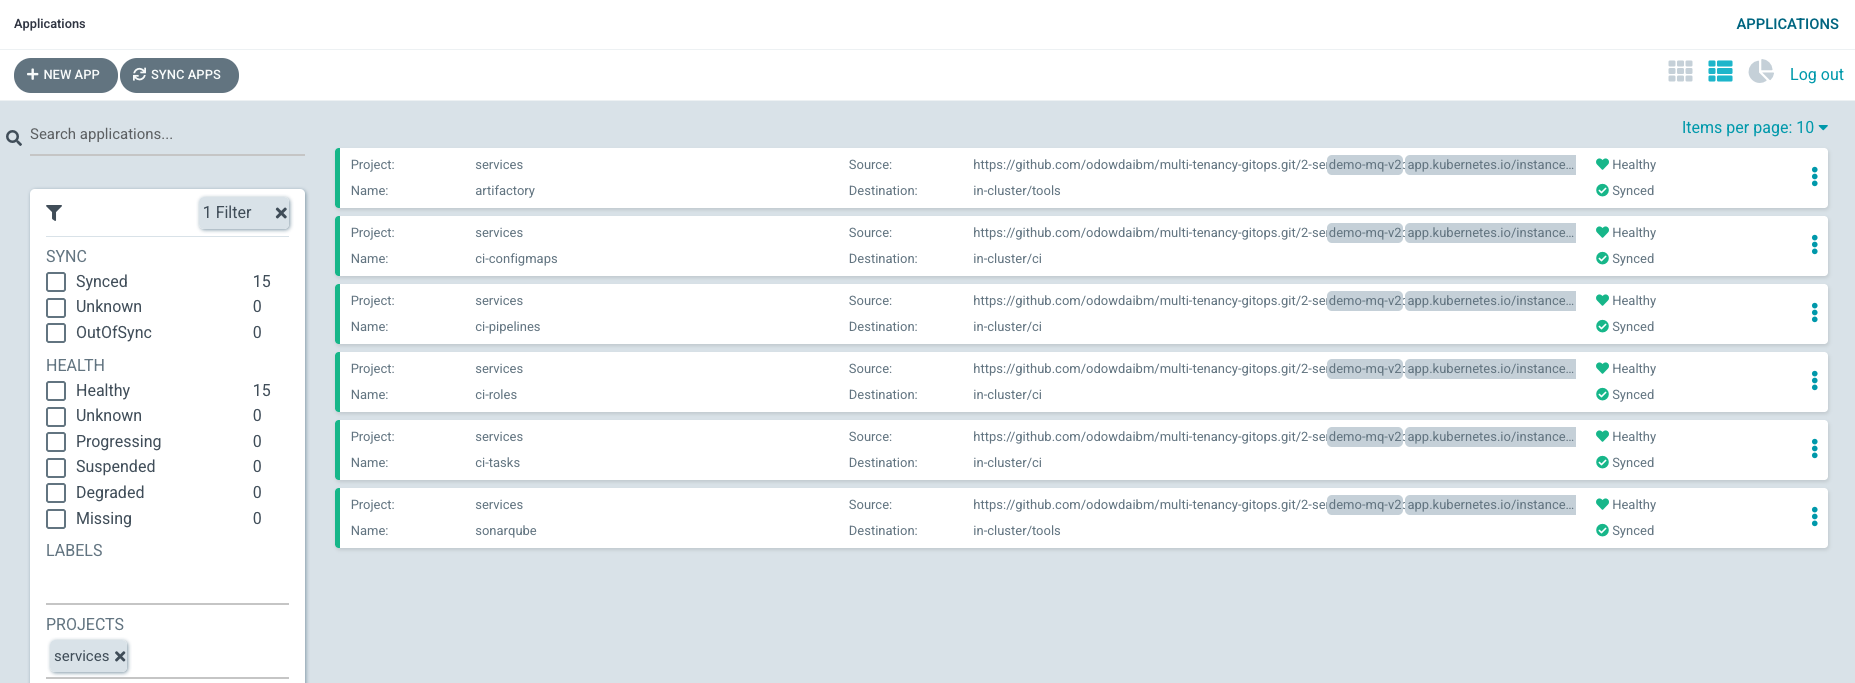 Applications
APPLICATIONS
NEW APP
SYNC APPS
Log out
Search applications...
Items per page: 10
1 Filter
SYNC
Synced 15
Unknown 0
OutOfSync 0
HEALTH
Healthy 15
Unknown 0
Progressing 0
Suspended 0
Degraded 0
Missing 0
LABELS
PROJECTS
services
Project: services Source: https://github.com/odowdaibm/multi-tenancy-gitops.git/2-se demo-mq-v2 app.kubernetes.io/instance... Healthy
Name: artifactory Destination: in-cluster/tools Synced
Project: services Source: https://github.com/odowdaibm/multi-tenancy-gitops.git/2-se demo-mq-v2 app.kubernetes.io/instance... Healthy
Name: ci-configmaps Destination: in-cluster/ci Synced
Project: services Source: https://github.com/odowdaibm/multi-tenancy-gitops.git/2-se demo-mq-v2 app.kubernetes.io/instance... Healthy
Name: ci-pipelines Destination: in-cluster/ci Synced
Project: services Source: https://github.com/odowdaibm/multi-tenancy-gitops.git/2-se demo-mq-v2 app.kubernetes.io/instance... Healthy
Name: ci-roles Destination: in-cluster/ci Synced
Project: services Source: https://github.com/odowdaibm/multi-tenancy-gitops.git/2-se demo-mq-v2 app.kubernetes.io/instance... Healthy
Name: ci-tasks Destination: in-cluster/ci Synced
Project: services Source: https://github.com/odowdaibm/multi-tenancy-gitops.git/2-se demo-mq-v2 app.kubernetes.io/instance... Healthy
Name: sonarqube Destination: in-cluster/tools Synced